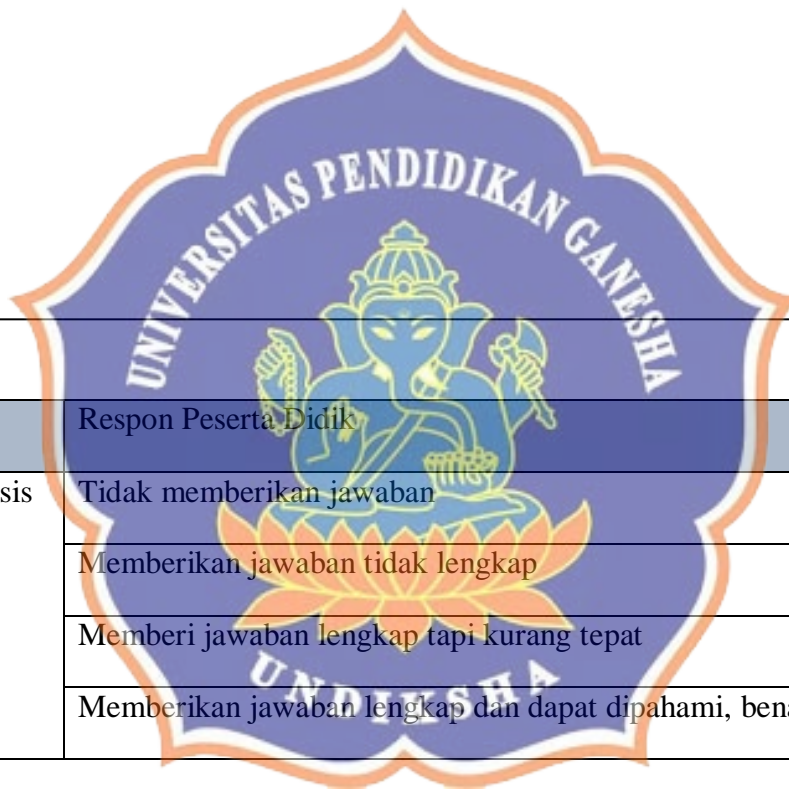 UNIVERSITAS PENDIDIKAN GANESHA
Respon Peserta Didik
sis Tidak memberikan jawaban
Memberikan jawaban tidak lengkap
Memberi jawaban lengkap tapi kurang tepat
UNDIKSHA
Memberikan jawaban lengkap dan dapat dipahami, bena